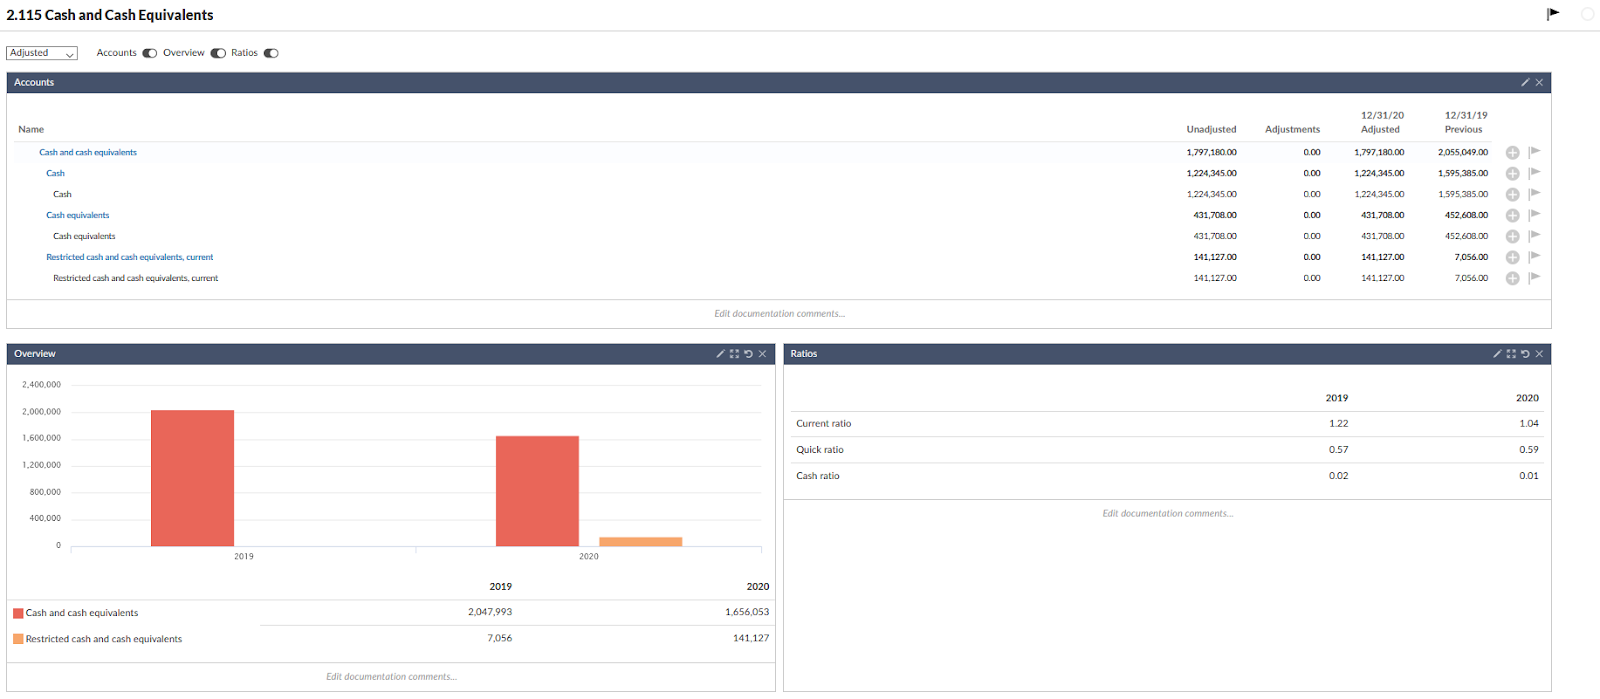 2.115 Cash and Cash Equivalents
Adjusted Accounts Overview Ratios
Accounts
12/31/20 12/31/19
Name Unadjusted Adjustments Adjusted Previous
Cash and cash equivalents 1,797,180.00 0.00 1,797,180.00 2,055,049.00
Cash 1,224,345.00 0.00 1,224,345.00 1,595,385.00
Cash 1,224,345.00 0.00 1,224,345.00 1,595,385.00
Cash equivalents 431,708.00 0.00 431,708.00 452,608.00
Cash equivalents 431,708.00 0.00 431,708.00 452,608.00
Restricted cash and cash equivalents, current 141,127.00 0.00 141,127.00 7,056.00
Restricted cash and cash equivalents, current 141,127.00 0.00 141,127.00 7,056.00
Edit documentation comments...
Overview
2,400,000
2,000,000
1,600,000
1,200,000
800,000
400,000
0
2019 2020
2019 2020
Cash and cash equivalents 2,047,993 1,656,053
Restricted cash and cash equivalents 7,056 141,127
Edit documentation comments...
Ratios
2019 2020
Current ratio 1.22 1.04
Quick ratio 0.57 0.59
Cash ratio 0.02 0.01
Edit documentation comments...